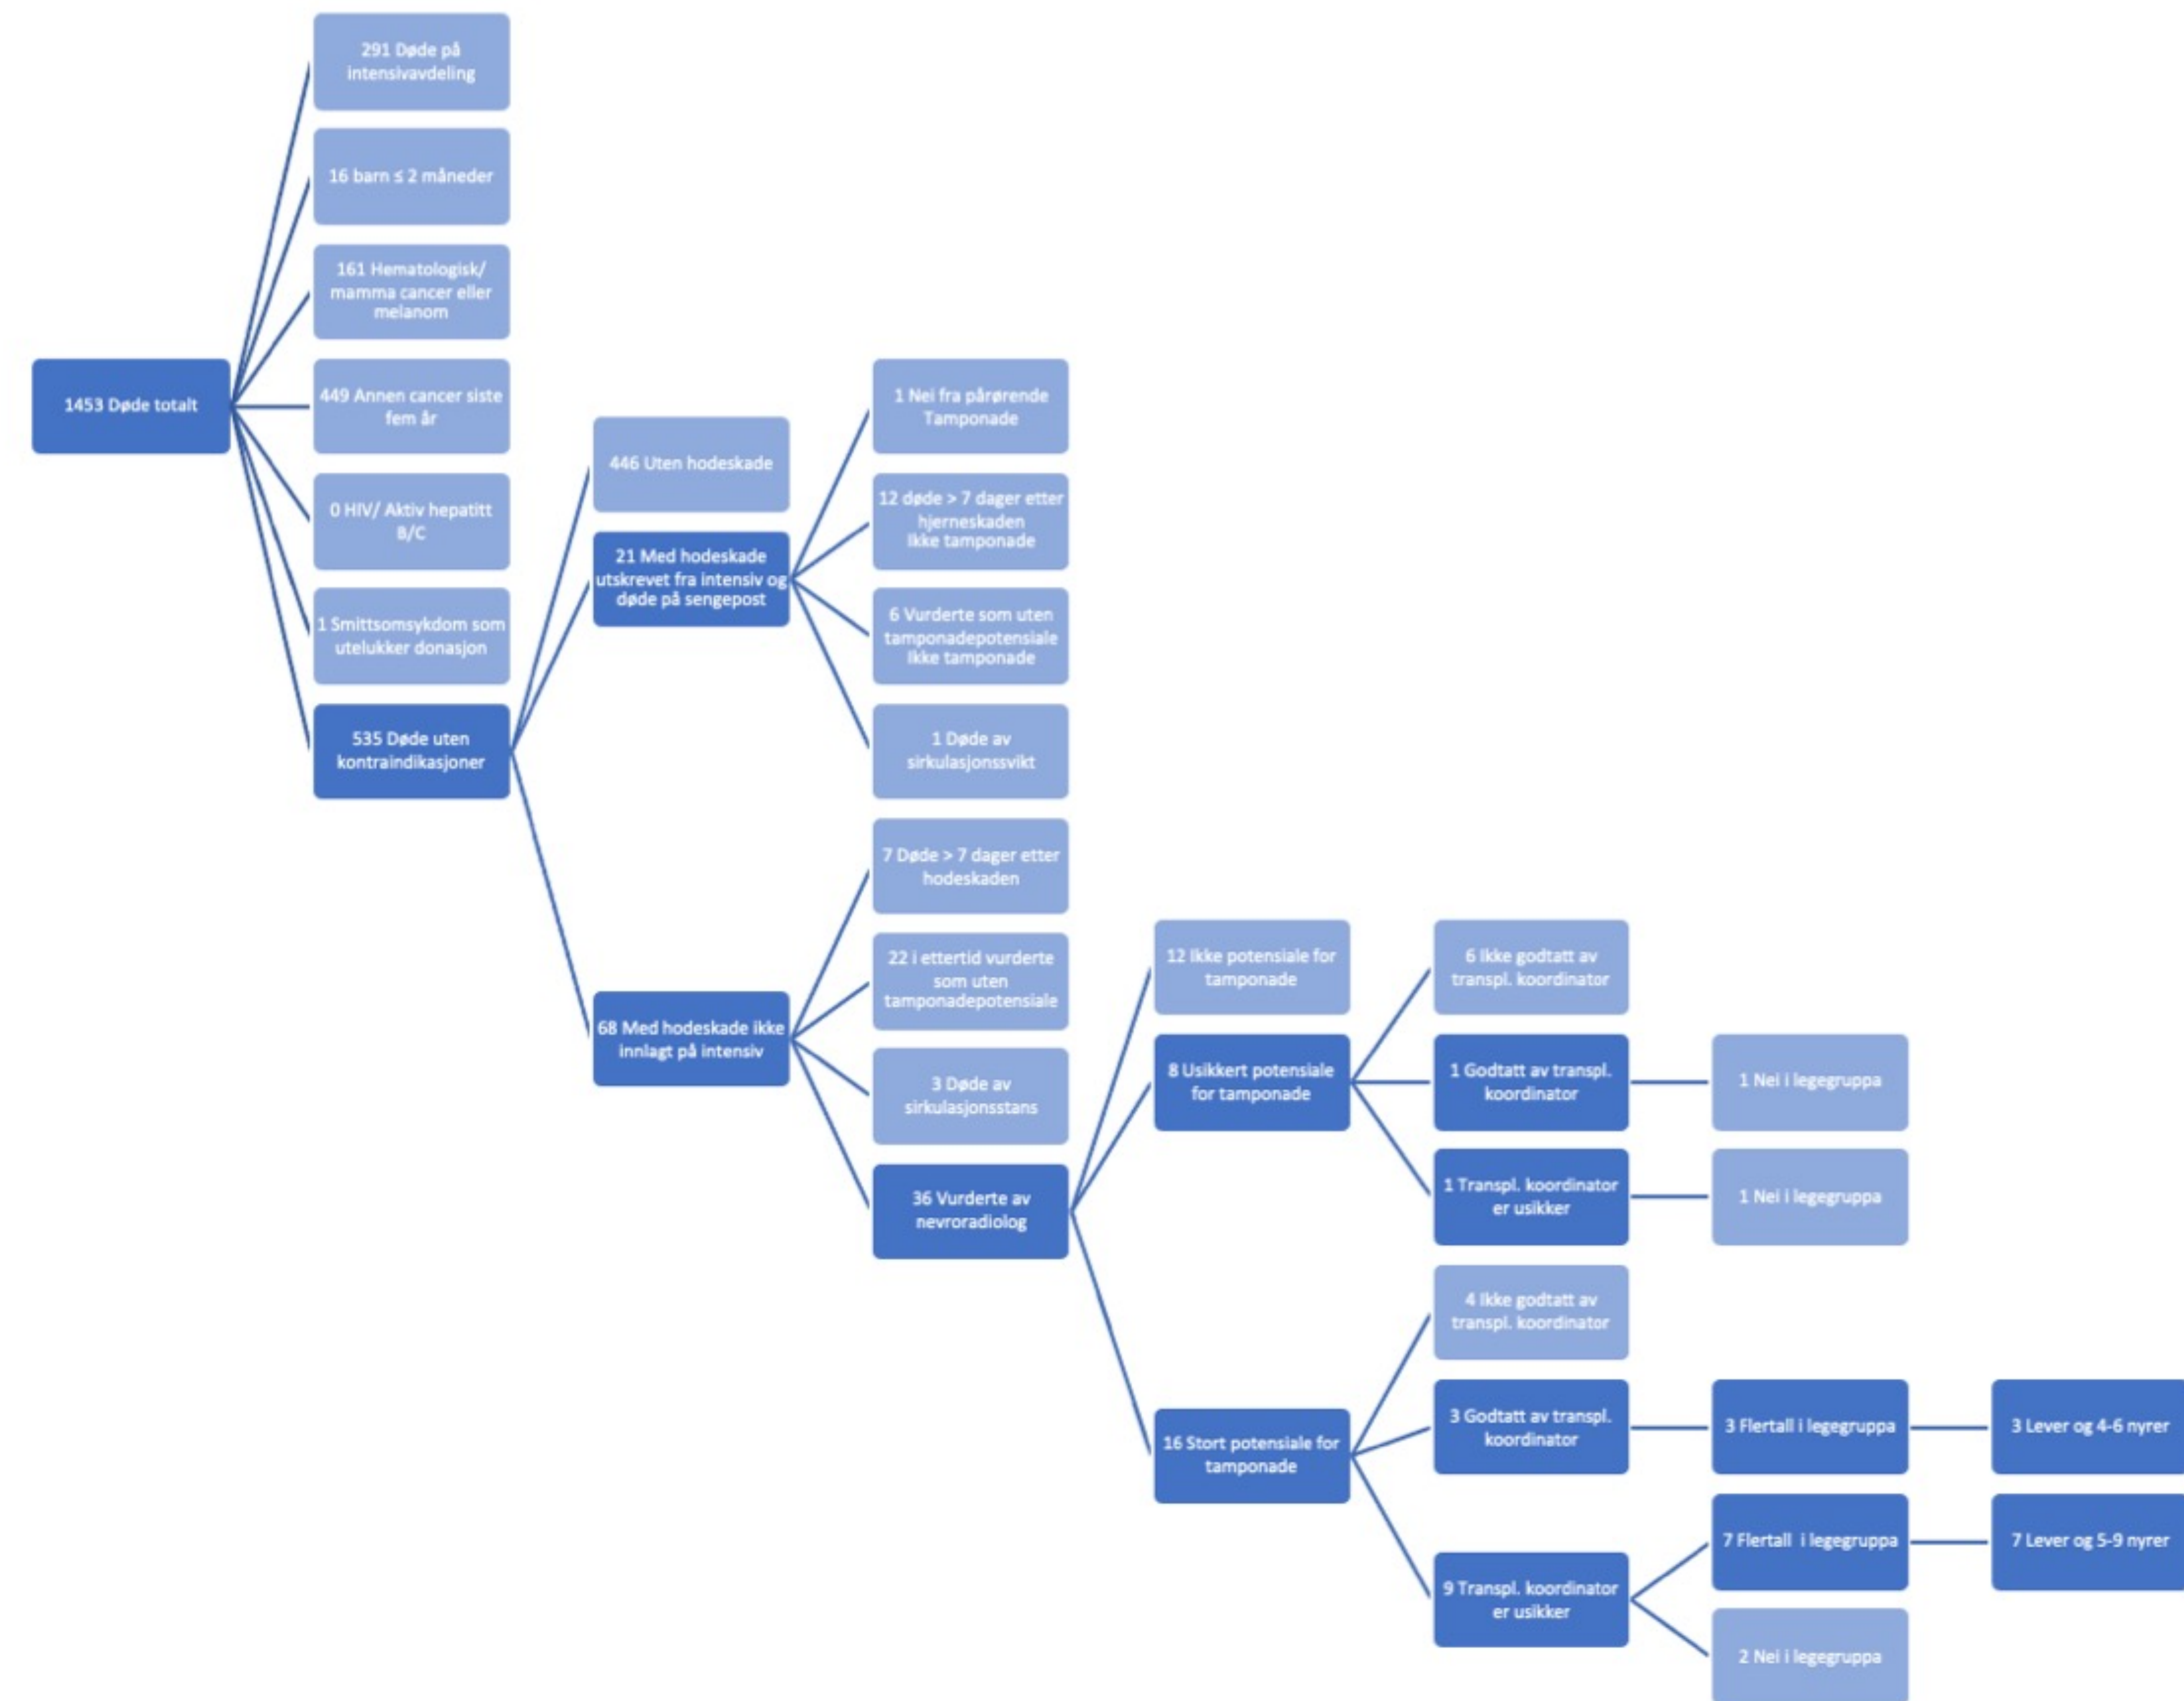 1453 Døde totalt
291 Døde på
intensivavdeling
16 barn ≤ 2 måneder
161 Hematologisk/
mamma cancer eller
melanom
449 Annen cancer siste
fem år
0 HIV/ Aktiv hepatitt
B/C
1 Smittsomsykdom som
utelukker donasjon
535 Døde uten
kontraindikasjoner
446 Uten hodeskade
21 Med hodeskade
utskrevet fra intensiv og
døde på sengepost
68 Med hodeskade ikke
innlagt på intensiv
1 Nei fra pårørende
Tamponade
12 døde > 7 dager etter
hjerneskaden
Ikke tamponade
6 Vurderte som uten
tamponadepotensiale
Ikke tamponade
1 Døde av
sirkulasjonssvikt
7 Døde > 7 dager etter
hodeskaden
22 i ettertid vurderte
som uten
tamponadepotensiale
3 Døde av
sirkulasjonsstans
36 Vurderte av
nevroradiolog
12 Ikke potensiale for
tamponade
8 Usikkert potensiale
for tamponade
16 Stort potensiale for
tamponade
6 Ikke godtatt av
transpl. koordinator
1 Godtatt av transpl.
koordinator
1 Transpl. koordinator
er usikker
4 Ikke godtatt av
transpl. koordinator
3 Godtatt av transpl.
koordinator
9 Transpl. koordinator
er usikker
1 Nei i legegruppa
1 Nei i legegruppa
3 Flertall i legegruppa
7 Flertall i legegruppa
2 Nei i legegruppa
3 Lever og 4-6 nyrer
7 Lever og 5-9 nyrer